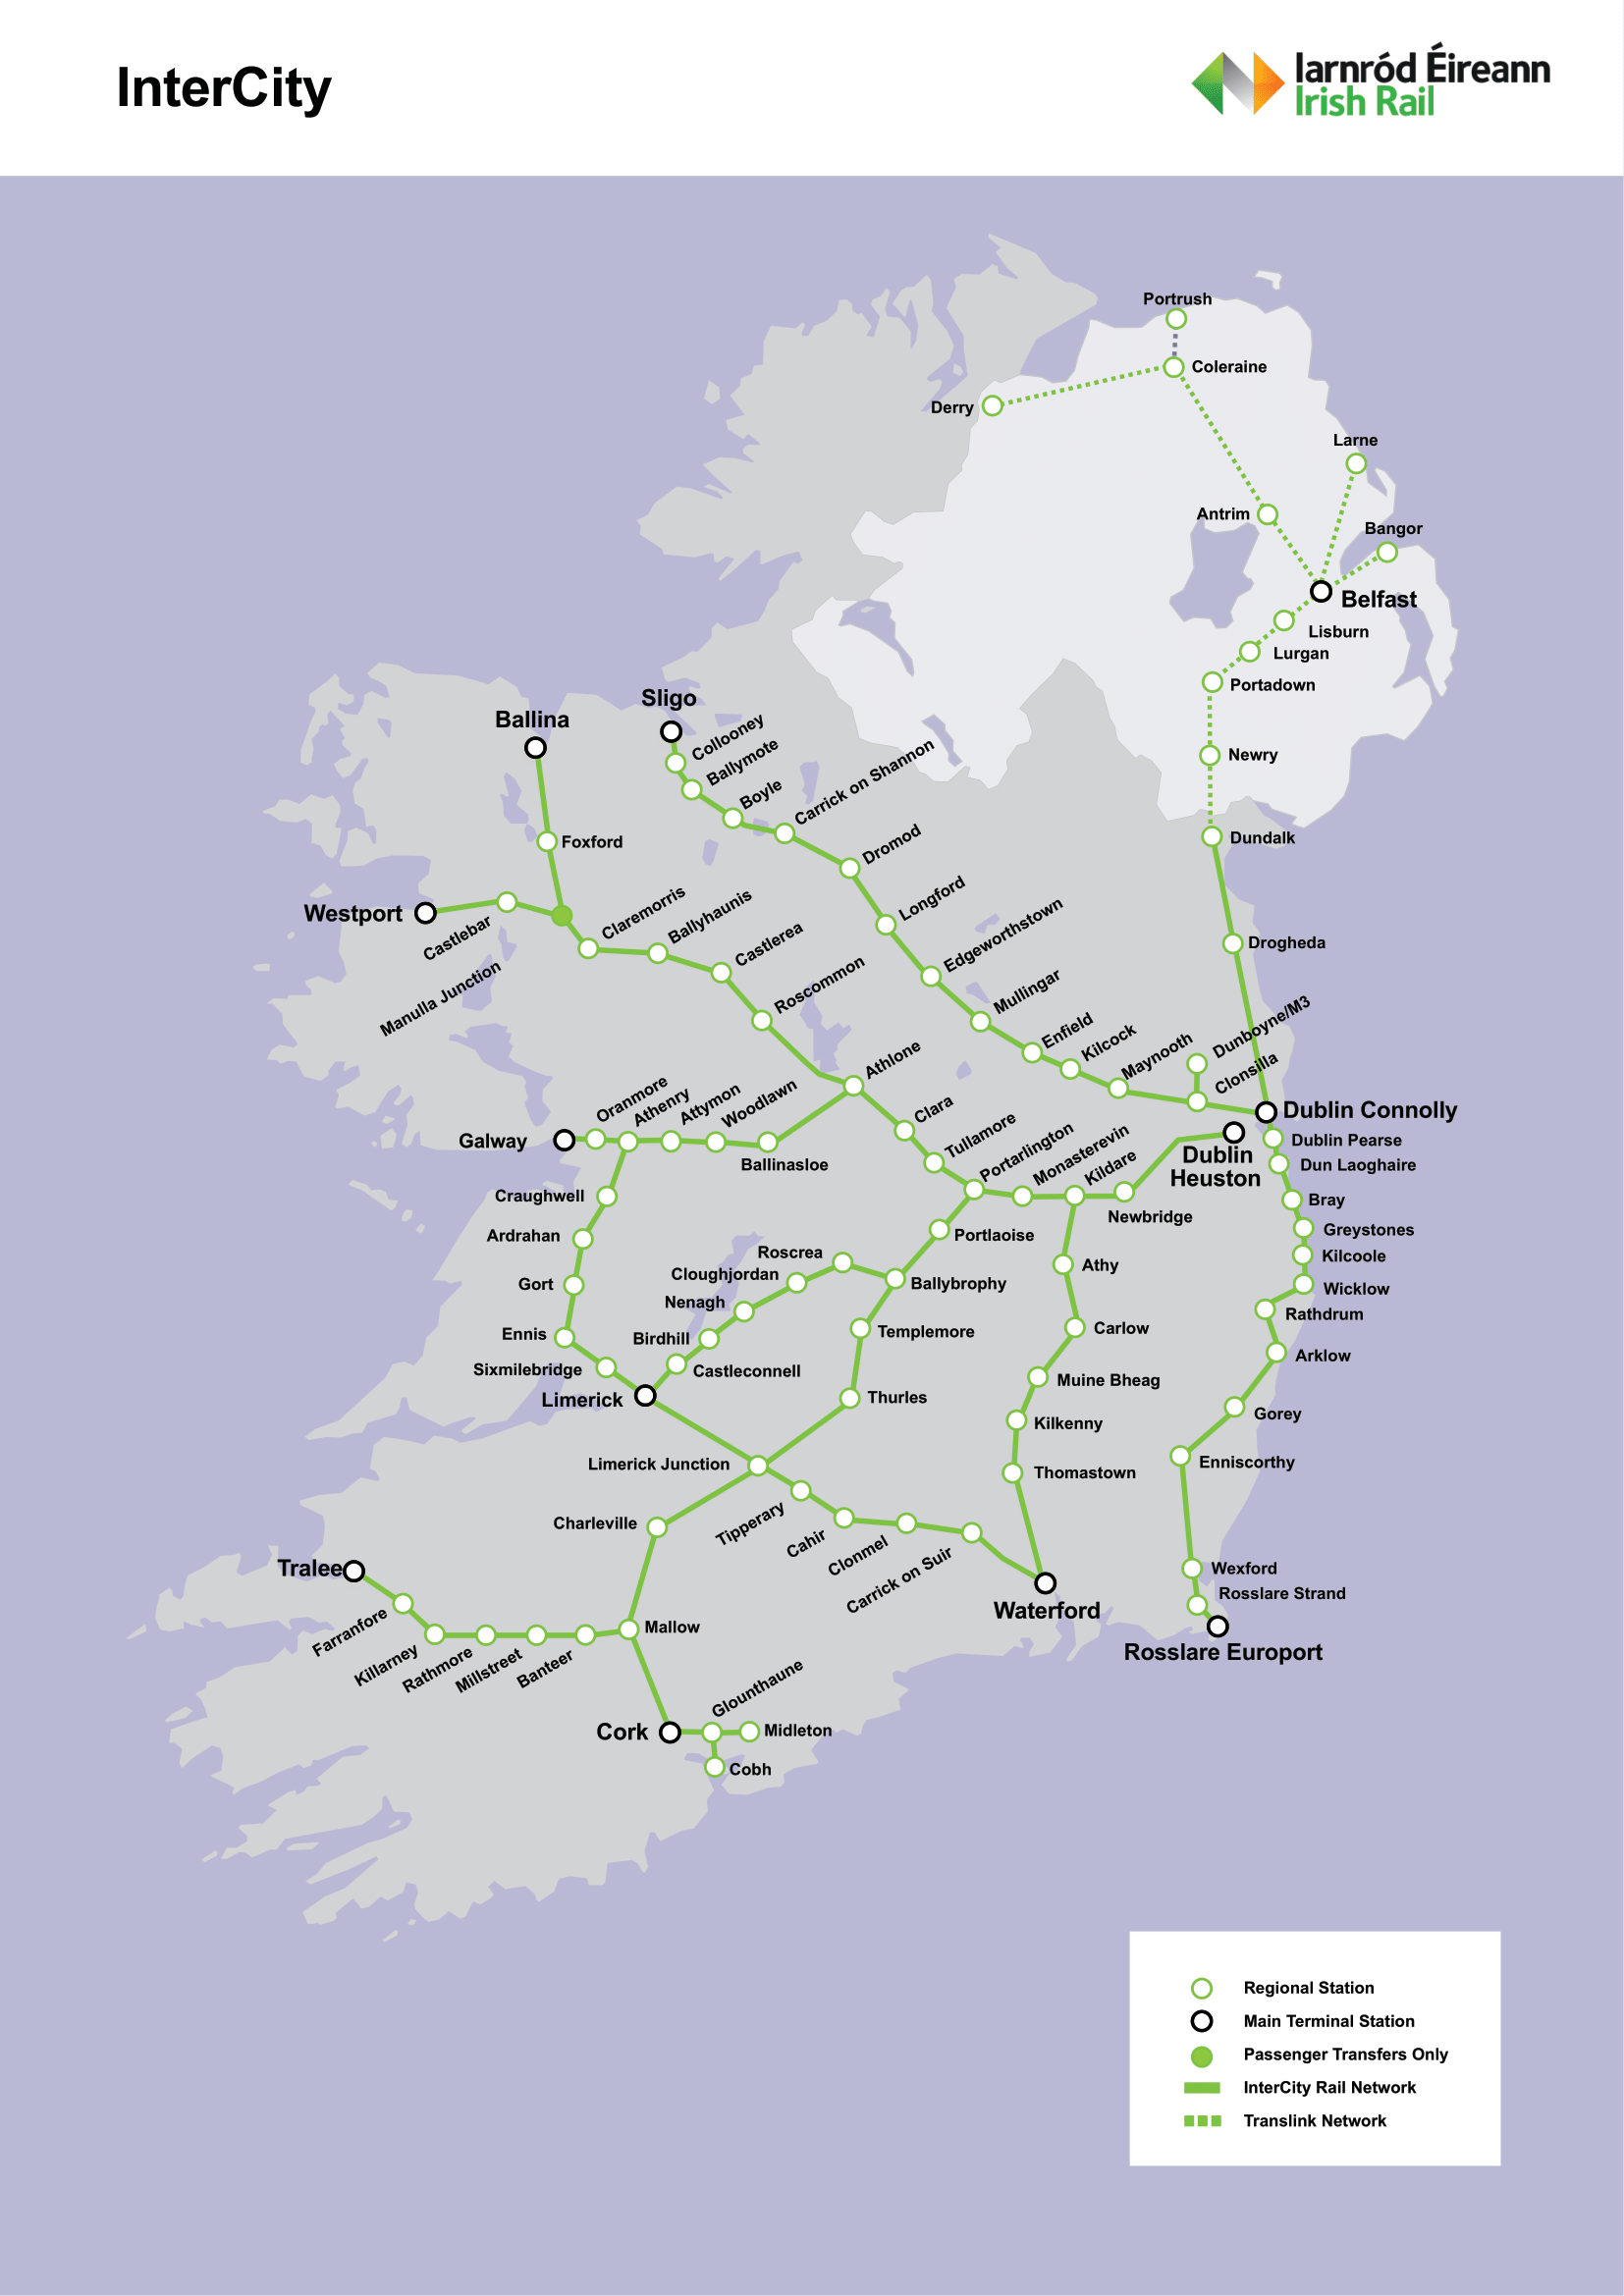 InterCity
Iarnród Éireann
Irish Rail
Portrush
Coleraine
Derry
Larne
Antrim
Bangor
Belfast
Lisburn
Lurgan
Portadown
Newry
Dundalk
Drogheda
Sligo
Collooney
Ballymote
Boyle
Carrick on Shannon
Dromod
Longford
Edgeworthstown
Mullingar
Enfield
Kilcock
Maynooth
Dunboyne/M3
Clonsilla
Ballina
Foxford
Westport
Castlebar
Manulla Junction
Claremorris
Ballyhaunis
Castlerea
Roscommon
Athlone
Clara
Tullamore
Portarlington
Monasterevin
Kildare
Newbridge
Dublin Connolly
Dublin
Heuston
Dublin Pearse
Dun Laoghaire
Bray
Greystones
Kilcoole
Wicklow
Rathdrum
Arklow
Gorey
Enniscorthy
Wexford
Rosslare Strand
Rosslare Europort
Galway
Oranmore
Athenry
Attymon
Woodlawn
Ballinasloe
Craughwell
Ardrahan
Gort
Ennis
Sixmilebridge
Limerick
Roscrea
Cloughjordan
Nenagh
Birdhill
Castleconnell
Portlaoise
Ballybrophy
Templemore
Thurles
Athy
Carlow
Muine Bheag
Kilkenny
Thomastown
Limerick Junction
Tipperary
Cahir
Clonmel
Carrick on Suir
Waterford
Charleville
Mallow
Tralee
Farranfore
Killarney
Rathmore
Millstreet
Banteer
Cork
Glounthaune
Midleton
Cobh
Regional Station
Main Terminal Station
Passenger Transfers Only
InterCity Rail Network
Translink Network